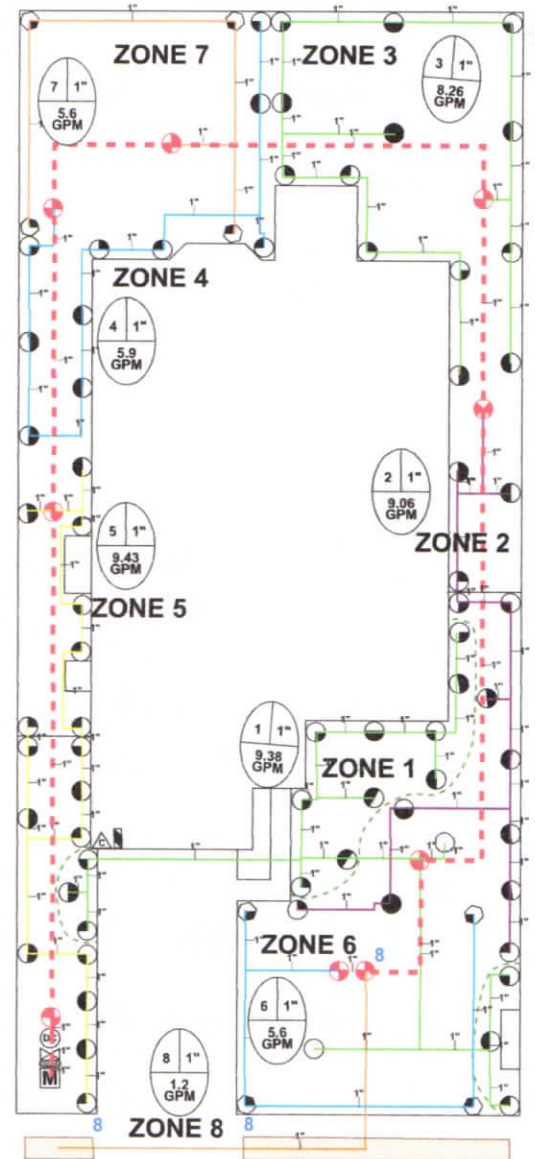 ZONE 7
ZONE 3
7 1"
5.6
GPM
3 1"
8.26
GPM
ZONE 4
4 1"
5.9
GPM
2 1"
9.06
GPM
5 1"
9.43
GPM
ZONE 2
ZONE 5
1 1"
9.38
GPM
ZONE 1
ZONE 6
8
6 1"
5.6
GPM
C
M
8 1"
1.2
GPM
8
ZONE 8
8
1"